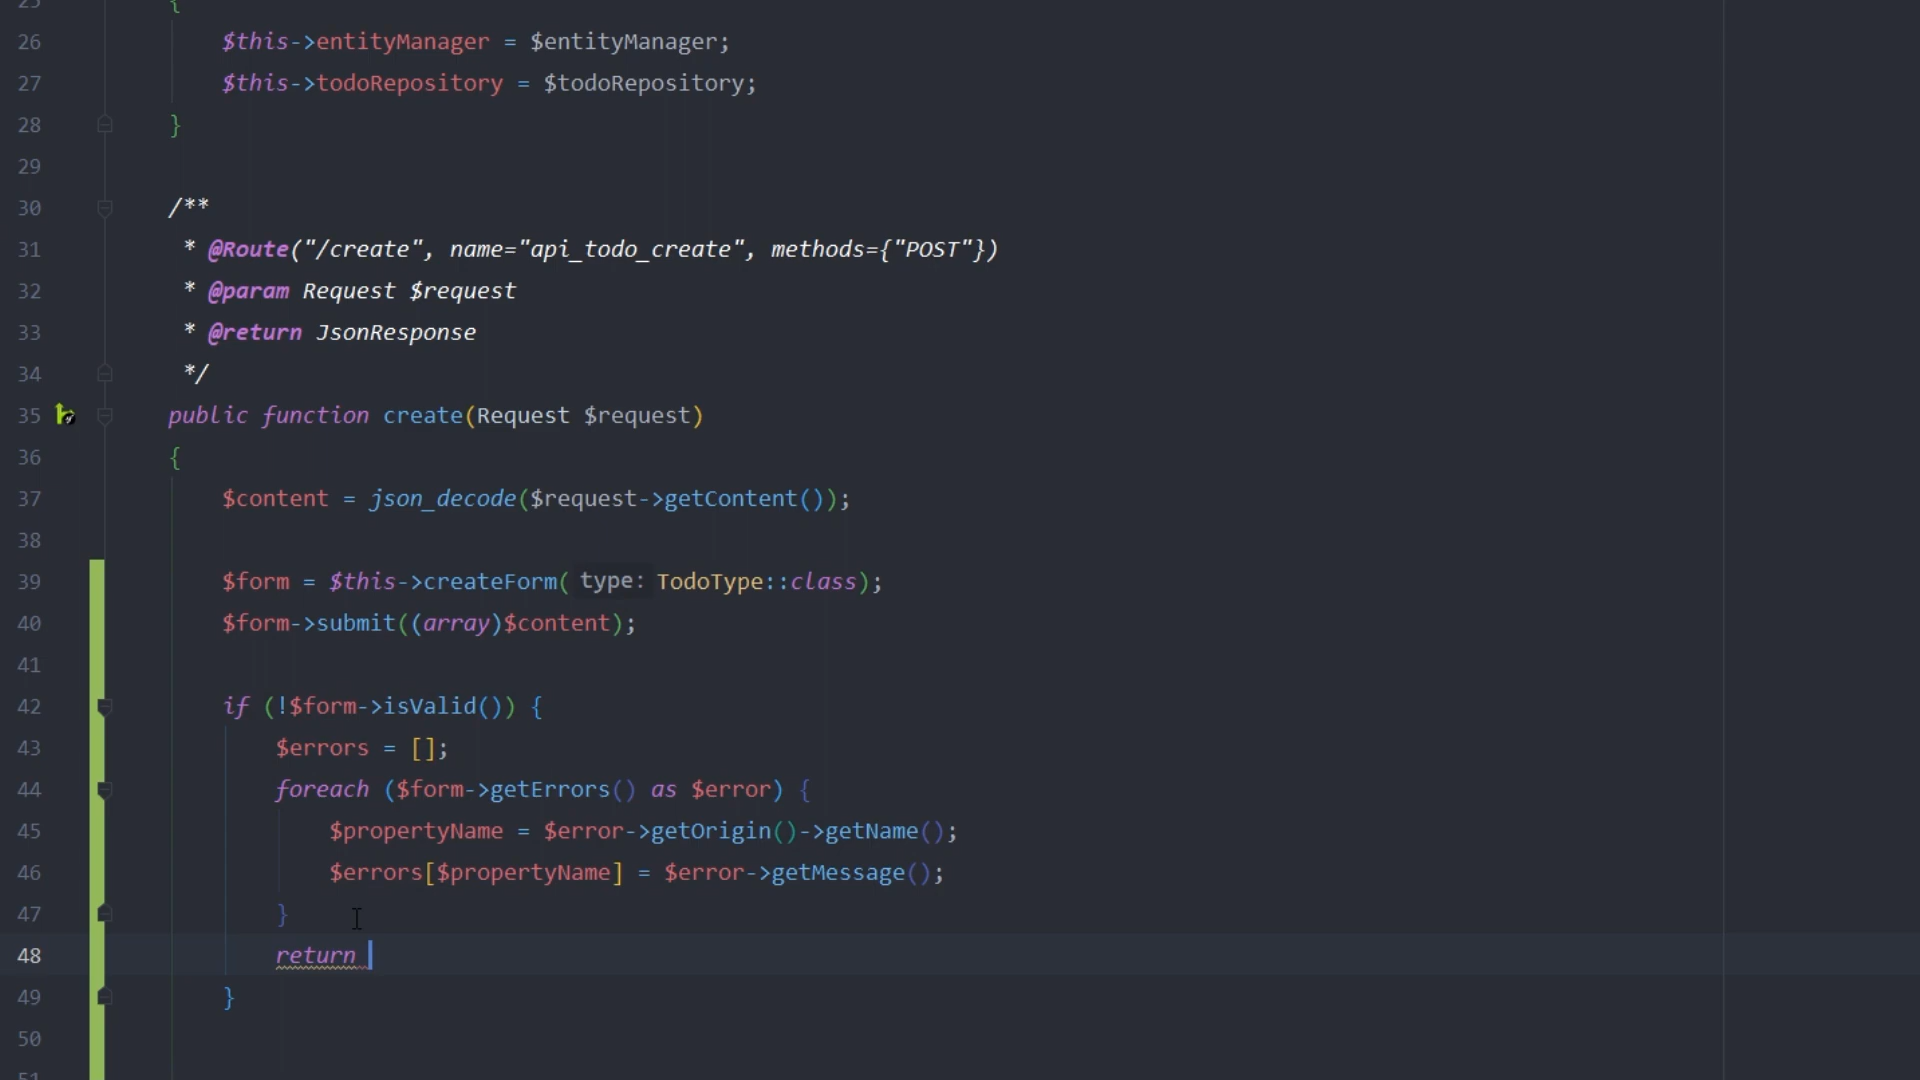 25 {
26 $this->entityManager = $entityManager;
27 $this->todoRepository = $todoRepository;
28 }
29
30 /**
31 * @Route("/create", name="api_todo_create", methods={"POST"})
32 * @param Request $request
33 * @return JsonResponse
34 */
35 public function create(Request $request)
36 {
37 $content = json_decode($request->getContent());
38
39 $form = $this->createForm( type: TodoType::class);
40 $form->submit((array)$content);
41
42 if (!$form->isValid()) {
43 $errors = [];
44 foreach ($form->getErrors() as $error) {
45 $propertyName = $error->getOrigin()->getName();
46 $errors[$propertyName] = $error->getMessage();
47 }
48 return
49 }
50
51